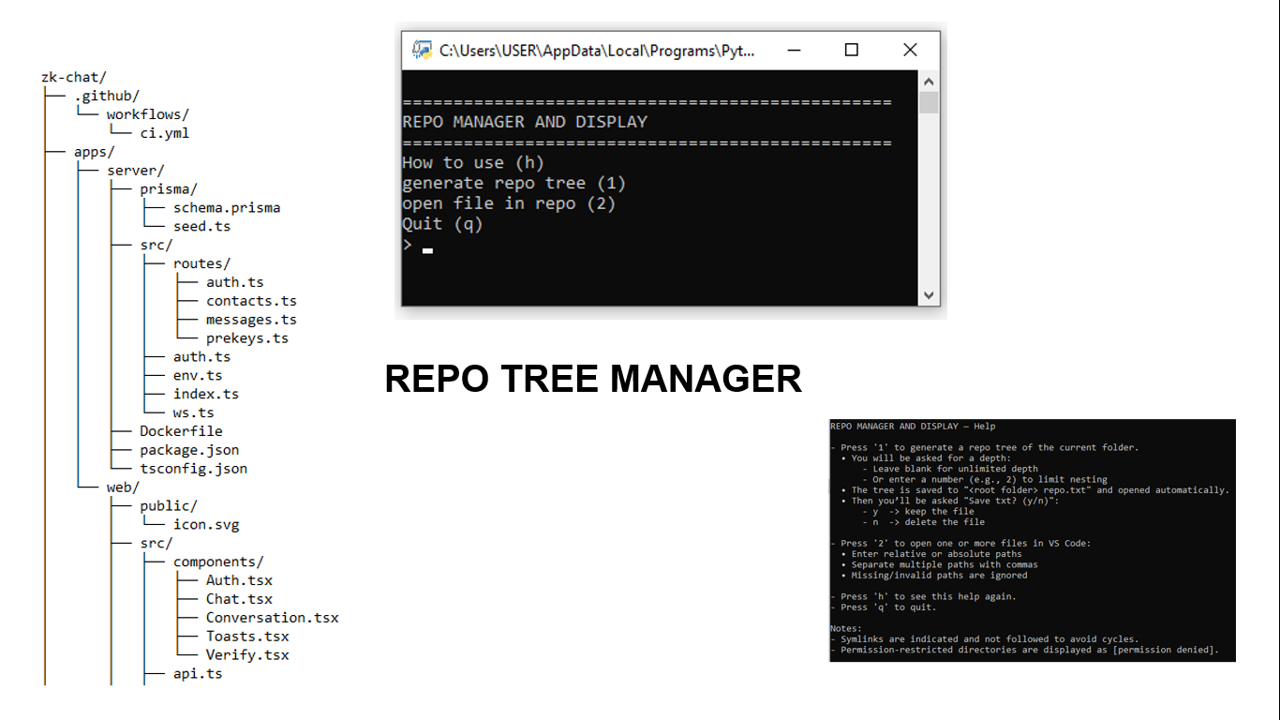 zk-chat/
├── .github/
│   └── workflows/
│       └── ci.yml
├── apps/
│   ├── server/
│   │   ├── prisma/
│   │   │   ├── schema.prisma
│   │   │   └── seed.ts
│   │   ├── src/
│   │   │   ├── routes/
│   │   │   │   ├── auth.ts
│   │   │   │   ├── contacts.ts
│   │   │   │   ├── messages.ts
│   │   │   │   └── prekeys.ts
│   │   │   ├── auth.ts
│   │   │   ├── env.ts
│   │   │   ├── index.ts
│   │   │   └── ws.ts
│   │   ├── Dockerfile
│   │   ├── package.json
│   │   └── tsconfig.json
│   └── web/
│       ├── public/
│       │   └── icon.svg
│       ├── src/
│       │   ├── components/
│       │   │   ├── Auth.tsx
│       │   │   ├── Chat.tsx
│       │   │   ├── Conversation.tsx
│       │   │   ├── Toasts.tsx
│       │   │   └── Verify.tsx
│       │   ├── api.ts
C:\Users\USER\AppData\Local\Programs\Pyt...
================================================
REPO MANAGER AND DISPLAY
================================================
How to use (h)
generate repo tree (1)
open file in repo (2)
Quit (q)
>
REPO TREE MANAGER
REPO MANAGER AND DISPLAY — Help
- Press '1' to generate a repo tree of the current folder.
• You will be asked for a depth:
- Leave blank for unlimited depth
- Or enter a number (e.g., 2) to limit nesting
• The tree is saved to "<root folder> repo.txt" and opened automatically.
• Then you'll be asked "Save txt? (y/n)":
- y -> keep the file
- n -> delete the file
- Press '2' to open one or more files in VS Code:
• Enter relative or absolute paths
• Separate multiple paths with commas
• Missing/invalid paths are ignored
- Press 'h' to see this help again.
- Press 'q' to quit.
Notes:
- Symlinks are indicated and not followed to avoid cycles.
- Permission-restricted directories are displayed as [permission denied].